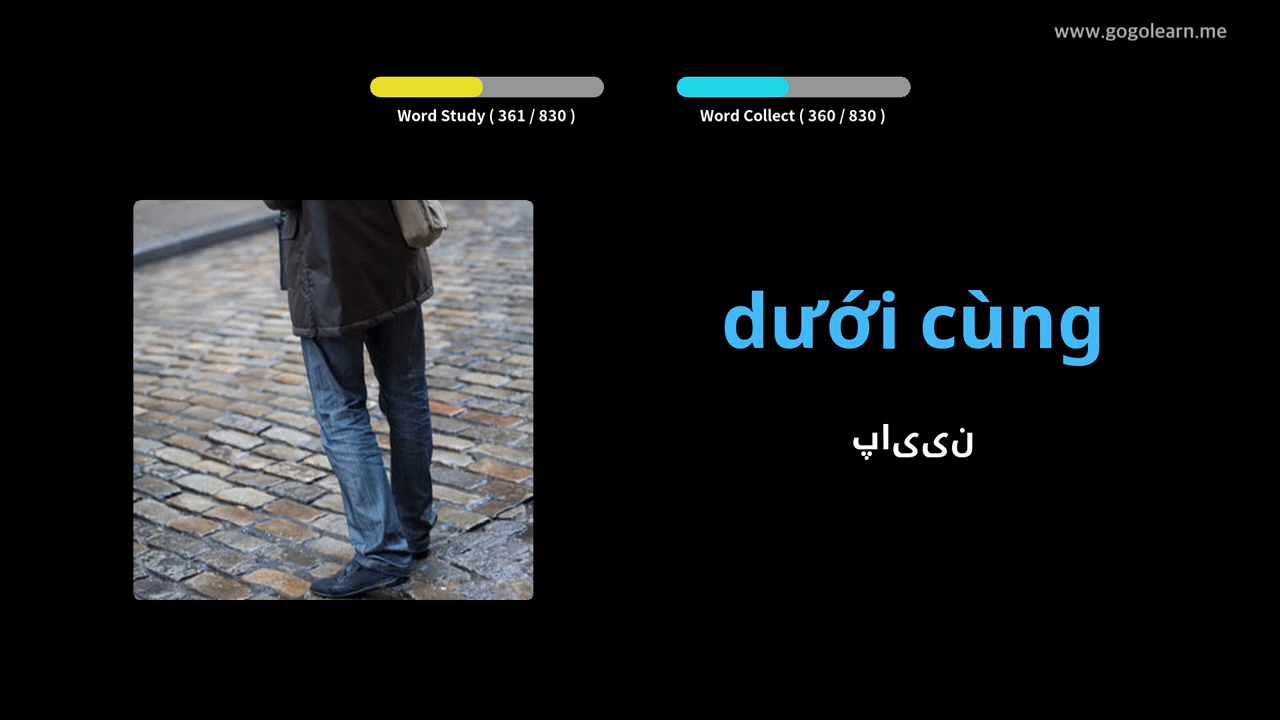 www.gogolearn.me
Word Study ( 361 / 830 )
Word Collect ( 360 / 830 )
dưới cùng
پایین